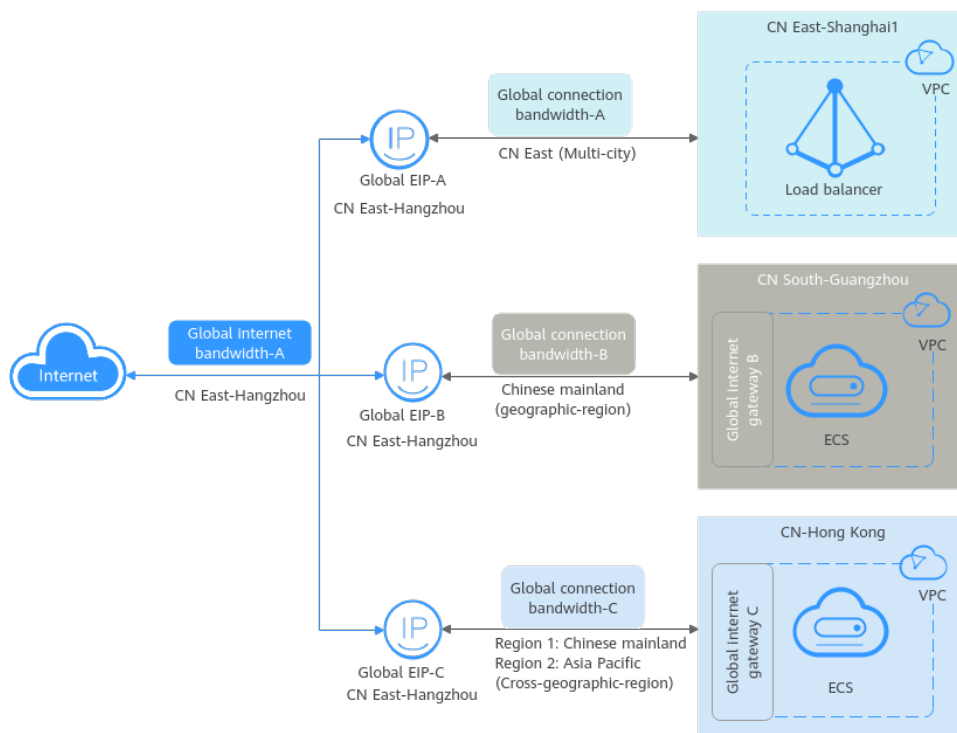 CN East-Shanghai1
VPC
Load balancer
Global connection
bandwidth-A
CN East (Multi-city)
IP
Global EIP-A
CN East-Hangzhou
CN South-Guangzhou
VPC
Global internet
gateway B
ECS
Global connection
bandwidth-B
Chinese mainland
(geographic-region)
IP
Global EIP-B
CN East-Hangzhou
Global internet
bandwidth-A
CN East-Hangzhou
Internet
CN-Hong Kong
VPC
Global internet
gateway C
ECS
Global connection
bandwidth-C
Region 1: Chinese mainland
Region 2: Asia Pacific
(Cross-geographic-region)
IP
Global EIP-C
CN East-Hangzhou